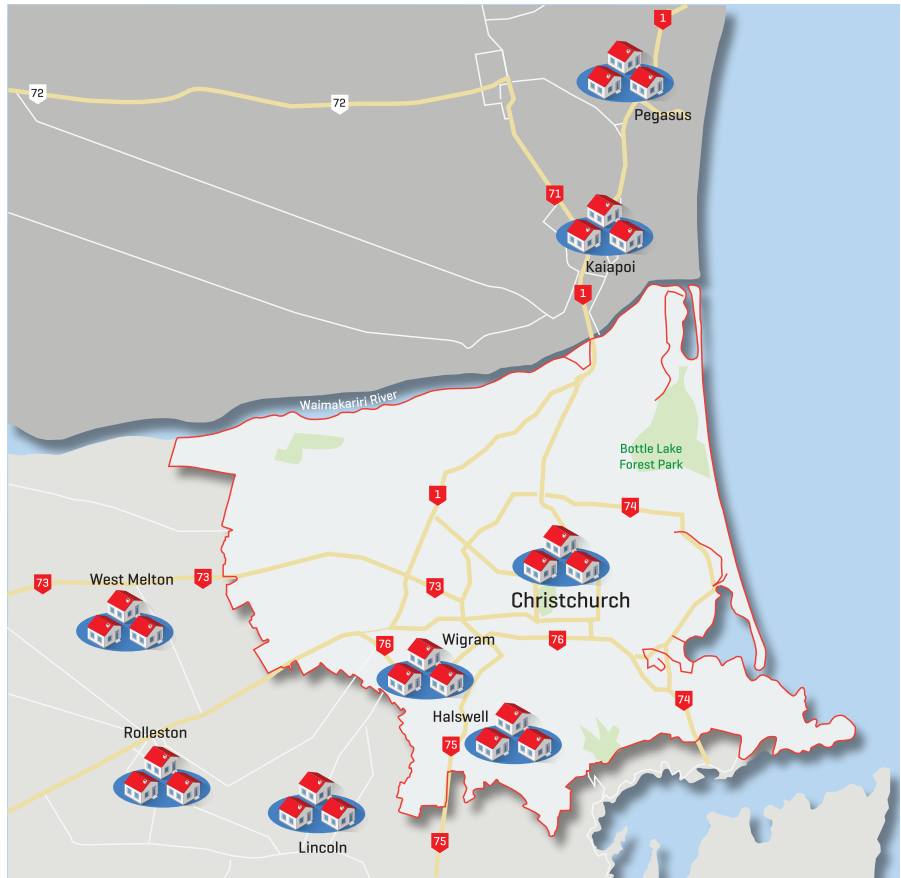 1
72
72
Pegasus
71
Kaiapoi
1
Waimakariri River
Bottle Lake
Forest Park
1
74
73
West Melton
73
73
Christchurch
76
Wigram
76
74
Halswell
Rolleston
75
75
Lincoln